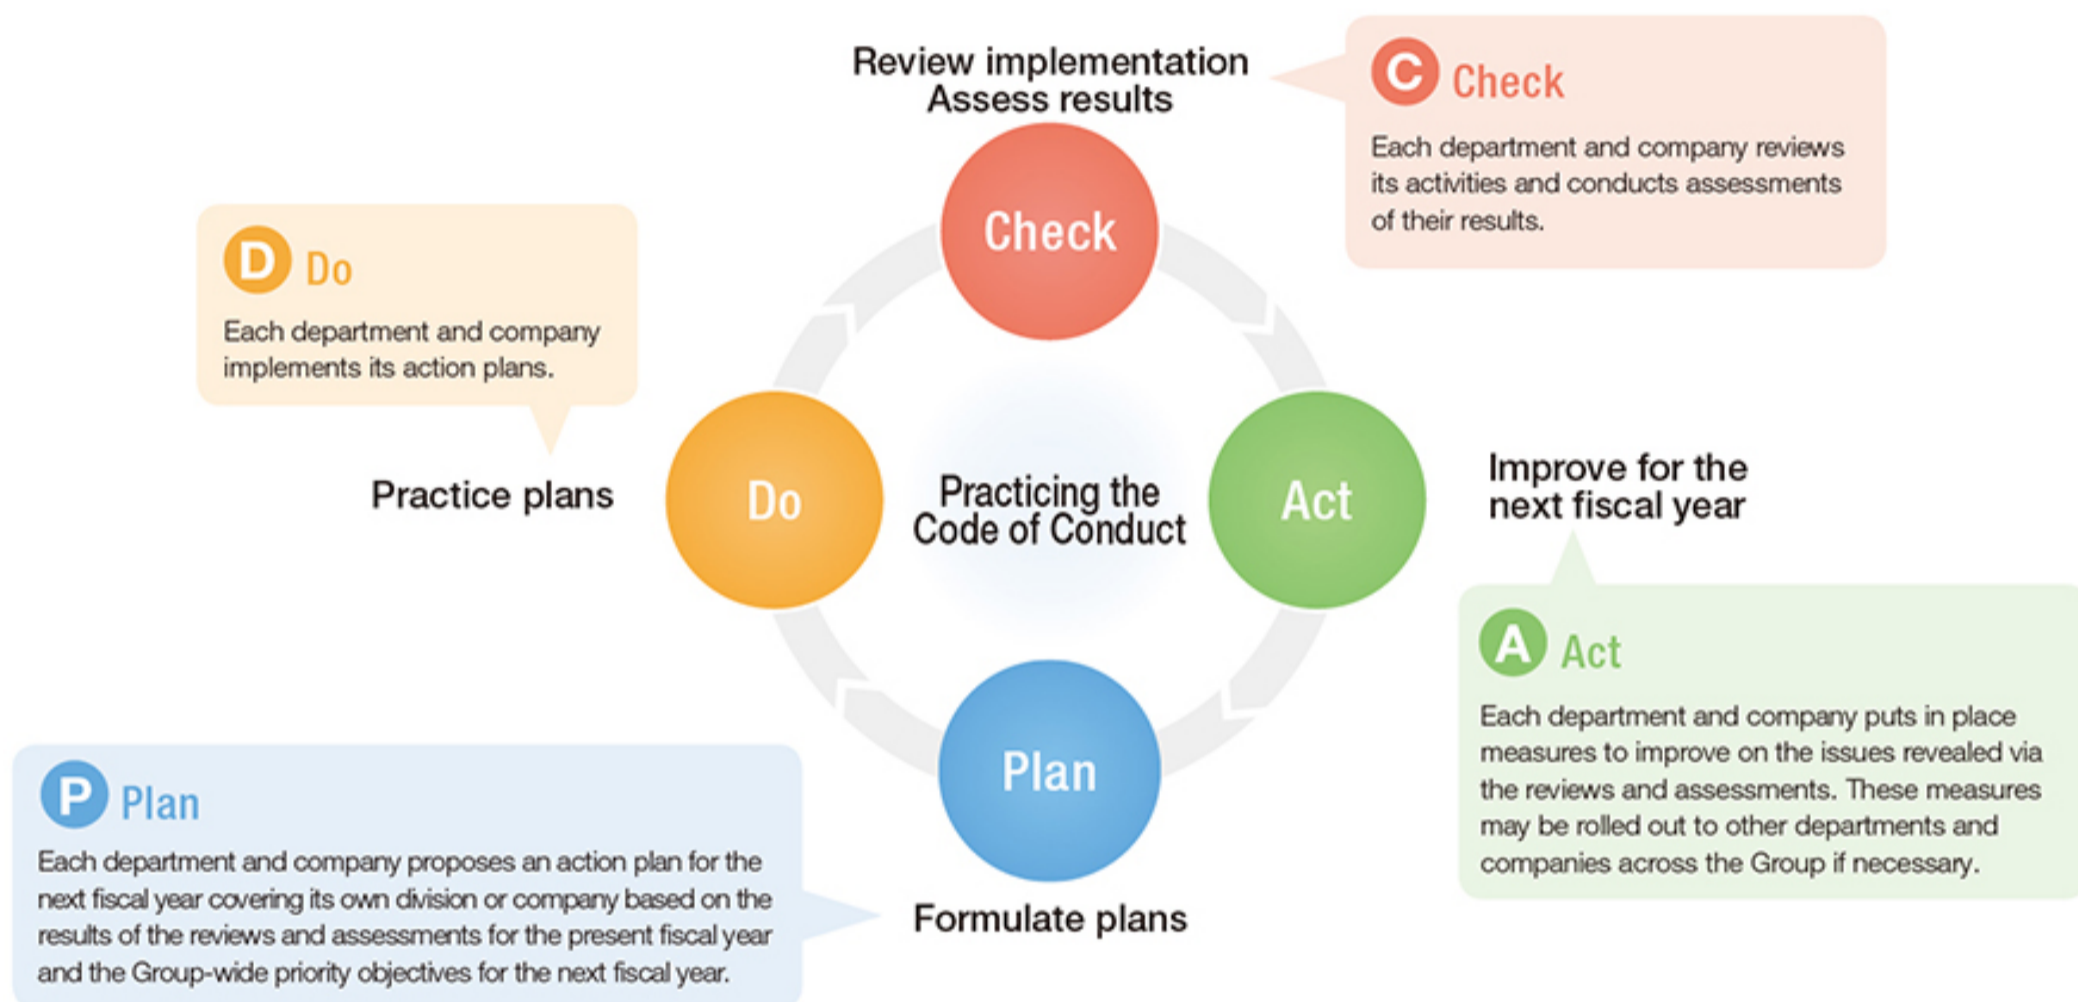 Review implementation
Assess results
C Check
Each department and company reviews
its activities and conducts assessments
of their results.
Check
D Do
Each department and company
implements its action plans.
Practice plans
Do
Practicing the
Code of Conduct
Act
Improve for the
next fiscal year
A Act
Each department and company puts in place
measures to improve on the issues revealed via
the reviews and assessments. These measures
may be rolled out to other departments and
companies across the Group if necessary.
Plan
P Plan
Each department and company proposes an action plan for the
next fiscal year covering its own division or company based on the
results of the reviews and assessments for the present fiscal year
and the Group-wide priority objectives for the next fiscal year.
Formulate plans